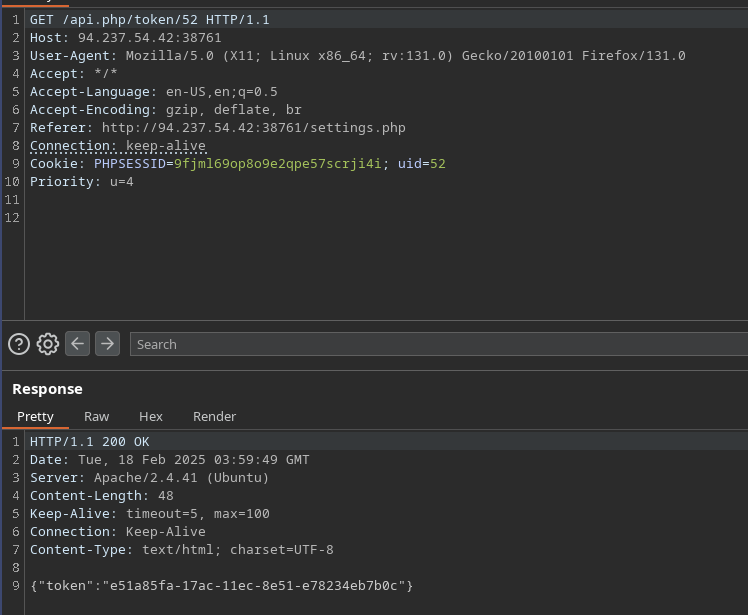 1 GET /api.php/token/52 HTTP/1.1
2 Host: 94.237.54.42:38761
3 User-Agent: Mozilla/5.0 (X11; Linux x86_64; rv:131.0) Gecko/20100101 Firefox/131.0
4 Accept: */*
5 Accept-Language: en-US,en;q=0.5
6 Accept-Encoding: gzip, deflate, br
7 Referer: http://94.237.54.42:38761/settings.php
8 Connection: keep-alive
9 Cookie: PHPSESSID=9fjml69op8o9e2qpe57scrji4i; uid=52
10 Priority: u=4
11
12
Search
Response
Pretty Raw Hex Render
1 HTTP/1.1 200 OK
2 Date: Tue, 18 Feb 2025 03:59:49 GMT
3 Server: Apache/2.4.41 (Ubuntu)
4 Content-Length: 48
5 Keep-Alive: timeout=5, max=100
6 Connection: Keep-Alive
7 Content-Type: text/html; charset=UTF-8
8
9 {"token":"e51a85fa-17ac-11ec-8e51-e78234eb7b0c"}